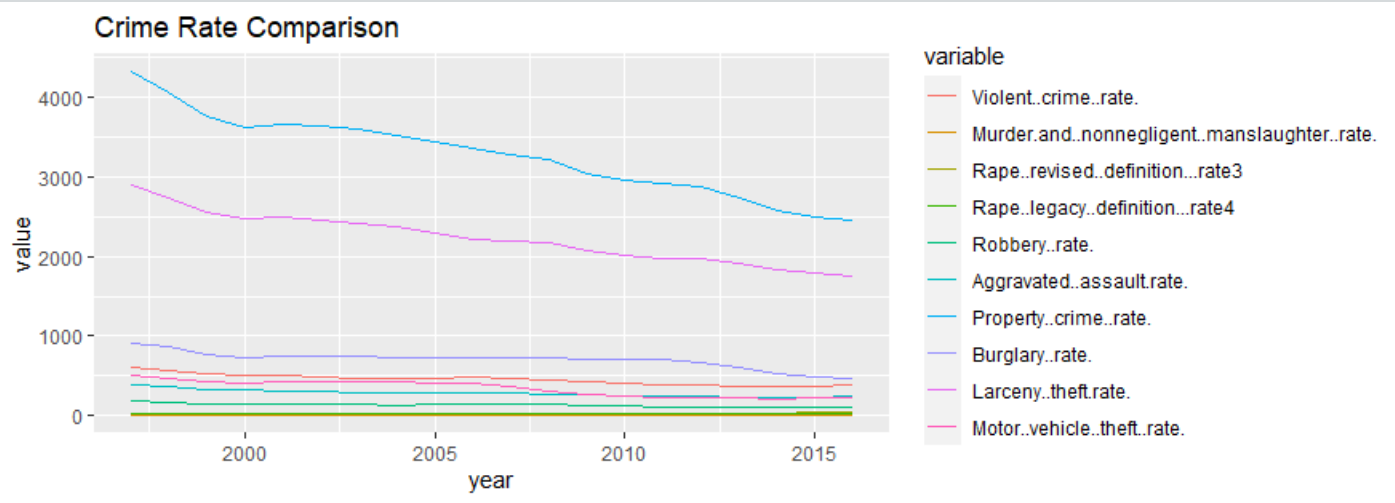 Crime Rate Comparison
4000
3000
2000
1000
0
value
2000 2005 2010 2015
year
variable
Violent..crime..rate.
Murder.and..nonnegligent..manslaughter..rate.
Rape..revised..definition...rate3
Rape..legacy..definition...rate4
Robbery..rate.
Aggravated..assault.rate.
Property..crime..rate.
Burglary..rate.
Larceny..theft.rate.
Motor..vehicle..theft..rate.